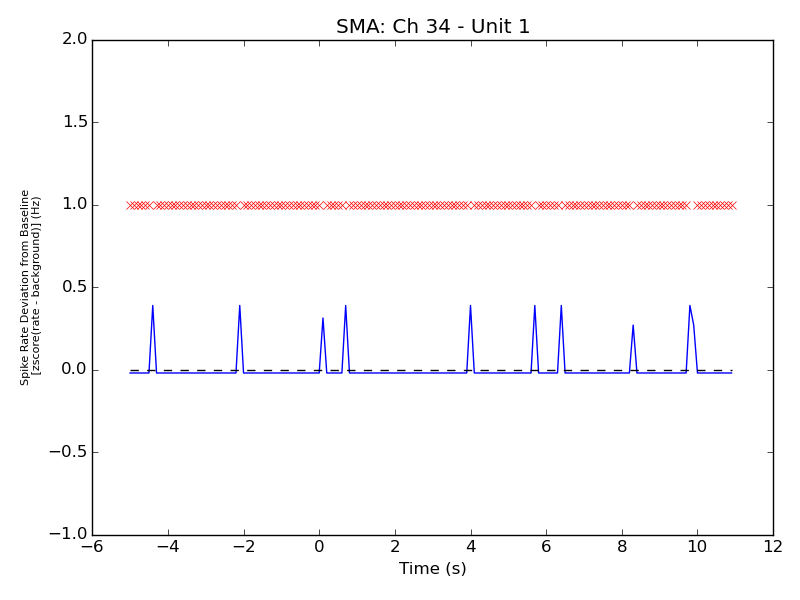 SMA: Ch 34 - Unit 1
2.0
1.5
1.0
0.5
0.0
−0.5
−1.0
Spike Rate Deviation from Baseline
[zscore(rate - background)] (Hz)
−6 −4 −2 0 2 4 6 8 10 12
Time (s)